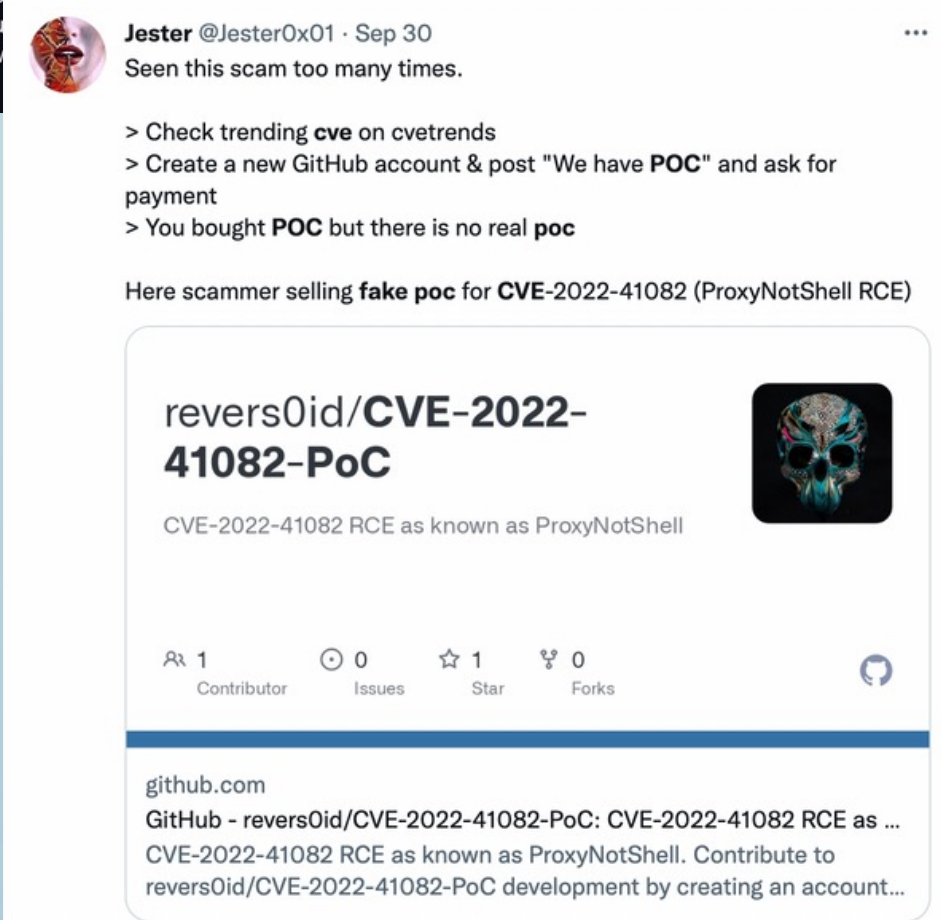 Jester @Jester0x01 · Sep 30
Seen this scam too many times.
> Check trending cve on cvetrends
> Create a new GitHub account & post "We have POC" and ask for
payment
> You bought POC but there is no real poc
Here scammer selling fake poc for CVE-2022-41082 (ProxyNotShell RCE)
revers0id/CVE-2022-
41082-PoC
CVE-2022-41082 RCE as known as ProxyNotShell
1 0 1 0
Contributor Issues Star Forks
github.com
GitHub - revers0id/CVE-2022-41082-PoC: CVE-2022-41082 RCE as ...
CVE-2022-41082 RCE as known as ProxyNotShell. Contribute to
revers0id/CVE-2022-41082-PoC development by creating an account...